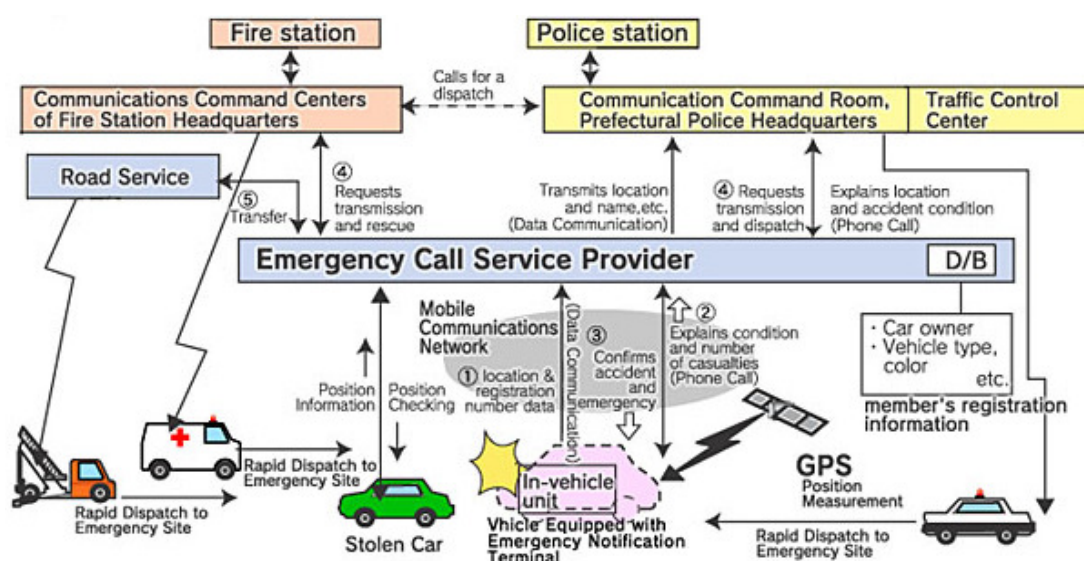 Fire station
Police station
Calls for a
dispatch
Communications Command Centers
of Fire Station Headquarters
Communication Command Room,
Prefectural Police Headquarters
Traffic Control
Center
Road Service
⑤
Transfer
④
Requests
transmission
and rescue
Transmits location
and name,etc.
(Data Communication)
④ Requests
transmission
and dispatch
Explains location
and accident condition
(Phone Call)
Emergency Call Service Provider
D/B
Mobile
Communications
Network
① location &
registration
number data
(Data Communication)
③
Confirms
accident
and
emergency
②
Explains condition
and number
of casualties
(Phone Call)
· Car owner
· Vehicle type,
color
etc.
member's registration
information
Position
Information
Position
Checking
Rapid Dispatch to
Emergency Site
Rapid Dispatch to
Emergency Site
Stolen Car
In-vehicle
unit
Vhicle Equipped with
Emergency Notification
Terminal
GPS
Position
Measurement
Rapid Dispatch to
Emergency Site